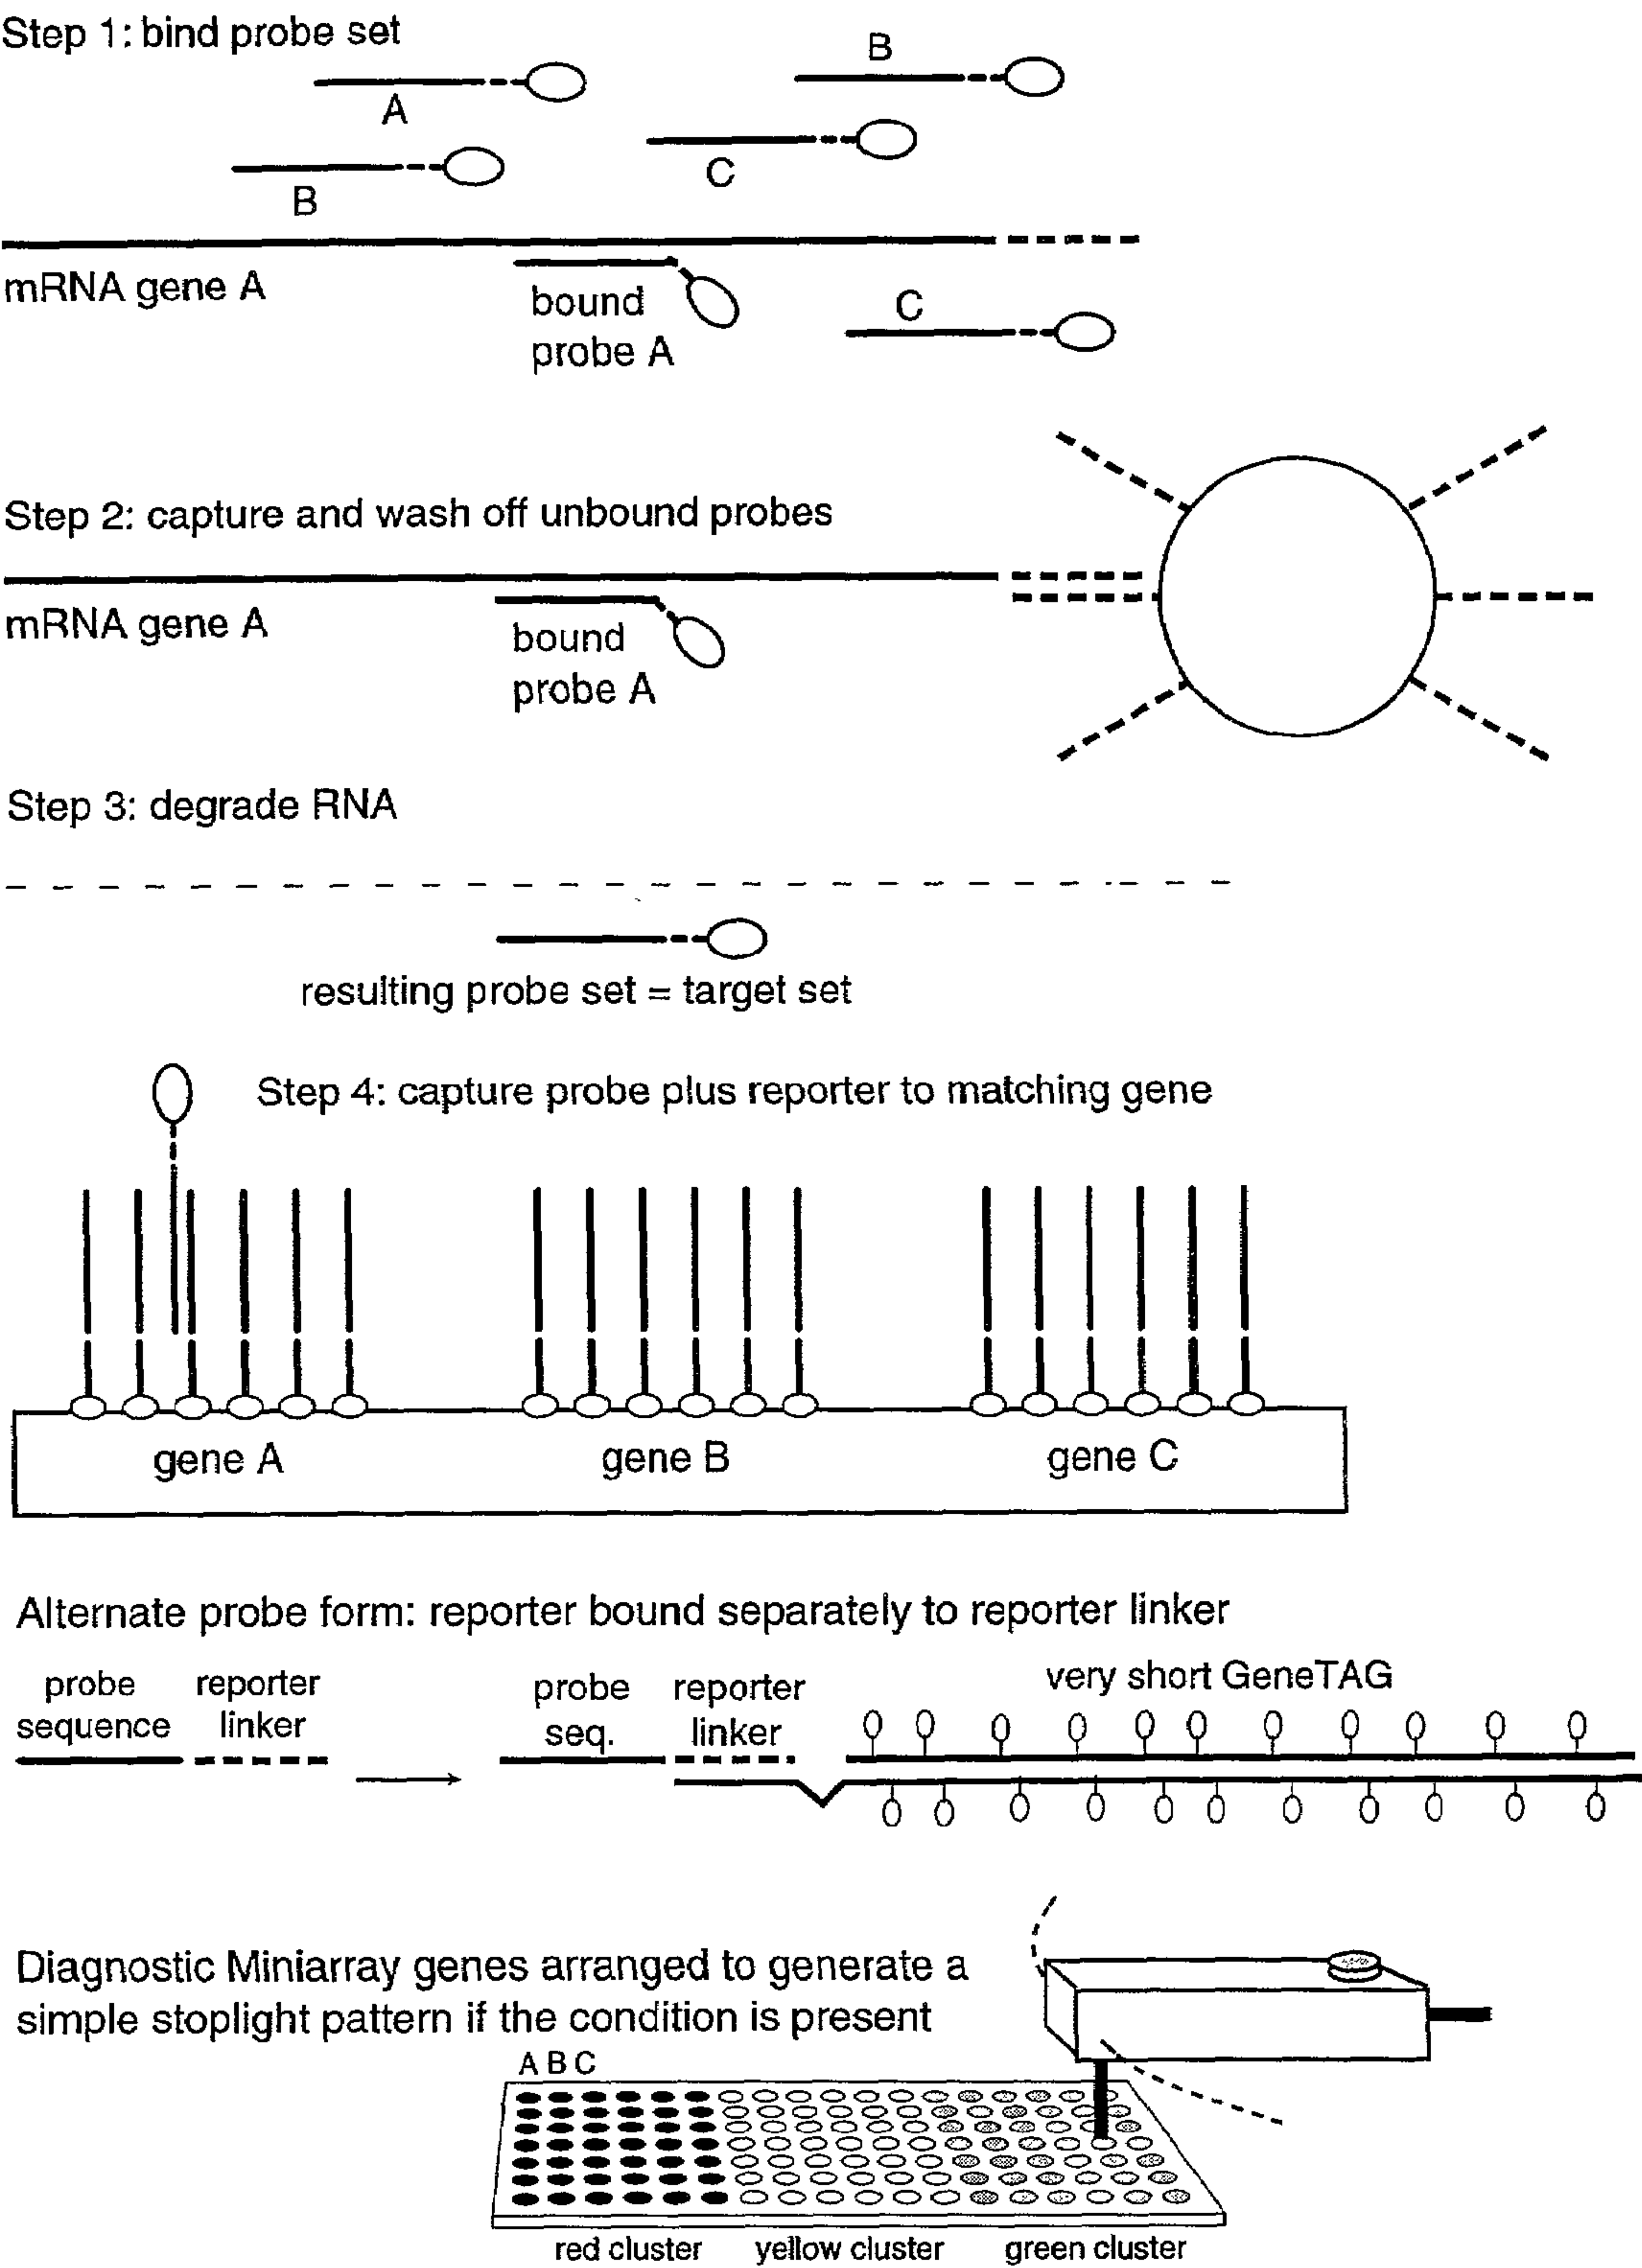 Step 1: bind probe set
B
A
C
B
mRNA gene A
bound
probe A
C
Step 2: capture and wash off unbound probes
mRNA gene A
bound
probe A
Step 3: degrade RNA
resulting probe set = target set
Step 4: capture probe plus reporter to matching gene
gene A
gene B
gene C
Alternate probe form: reporter bound separately to reporter linker
probe
sequence
reporter
linker
probe
seq.
reporter
linker
very short GeneTAG
Diagnostic Miniarray genes arranged to generate a
simple stoplight pattern if the condition is present
A B C
red cluster
yellow cluster
green cluster